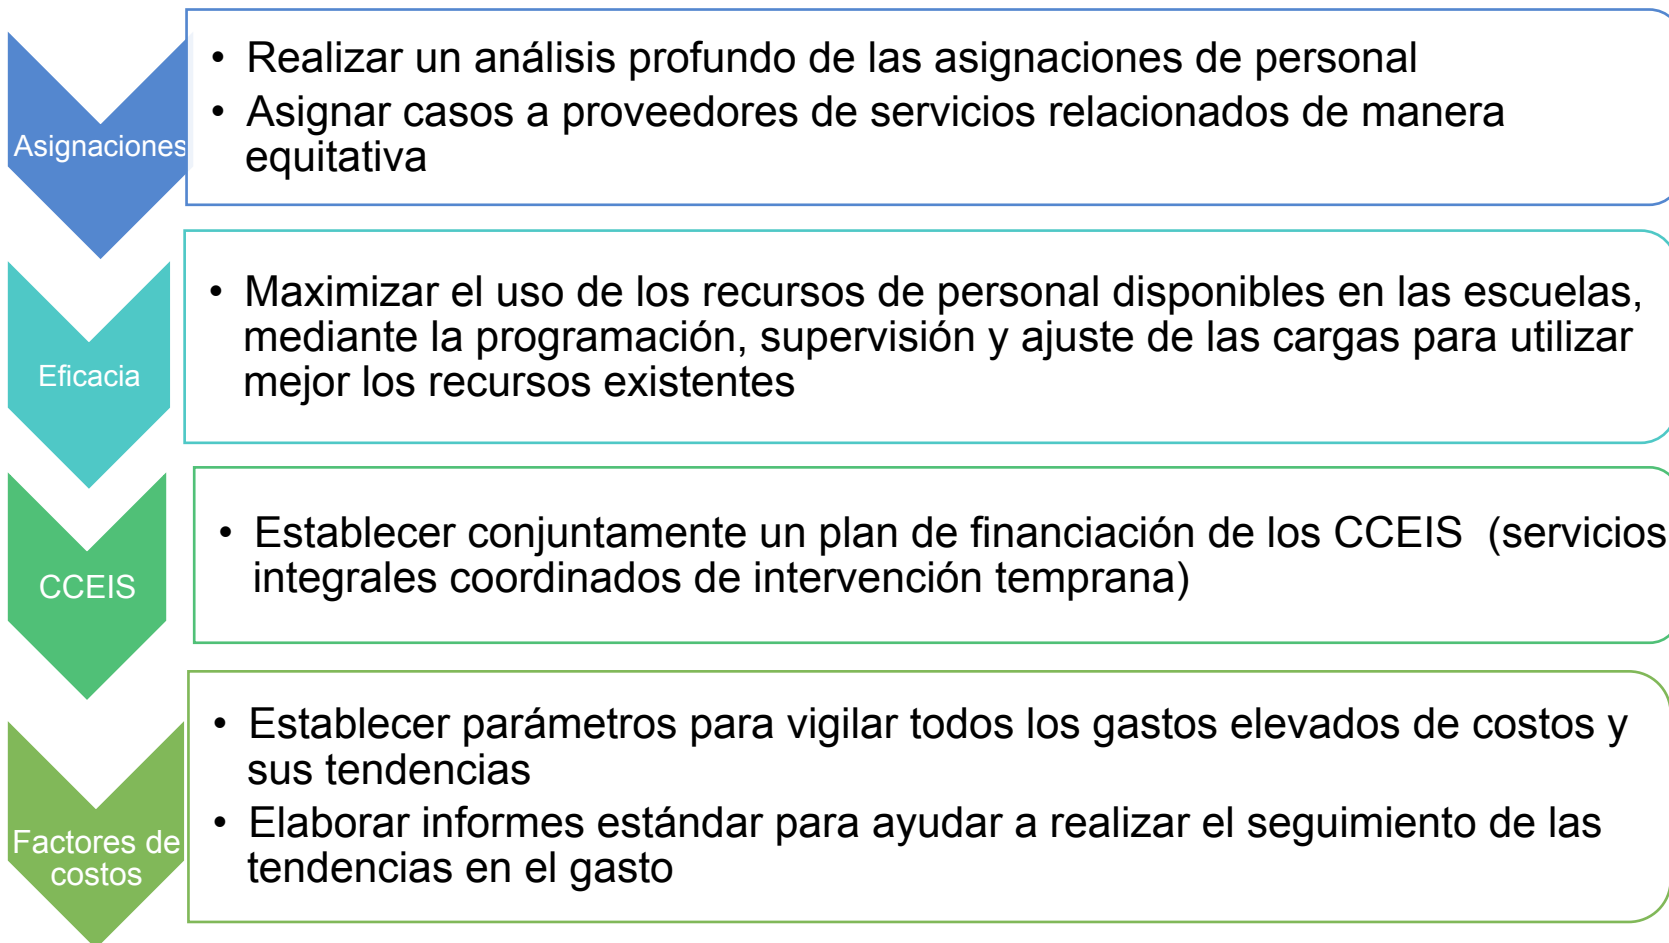 Asignaciones
• Realizar un análisis profundo de las asignaciones de personal
• Asignar casos a proveedores de servicios relacionados de manera
equitativa
Eficacia
• Maximizar el uso de los recursos de personal disponibles en las escuelas,
mediante la programación, supervisión y ajuste de las cargas para utilizar
mejor los recursos existentes
CCEIS
• Establecer conjuntamente un plan de financiación de los CCEIS (servicios
integrales coordinados de intervención temprana)
Factores de
costos
• Establecer parámetros para vigilar todos los gastos elevados de costos y
sus tendencias
• Elaborar informes estándar para ayudar a realizar el seguimiento de las
tendencias en el gasto